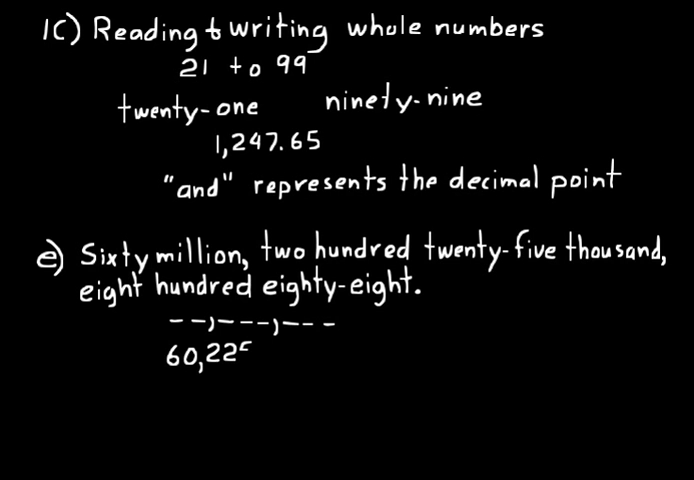 1C) Reading & writing whole numbers
21 to 99
twenty-one ninety-nine
1,247.65
"and" represents the decimal point
e) Sixty million, two hundred twenty-five thousand,
eight hundred eighty-eight.
_ _,_ _ _,_ _ _
60,225